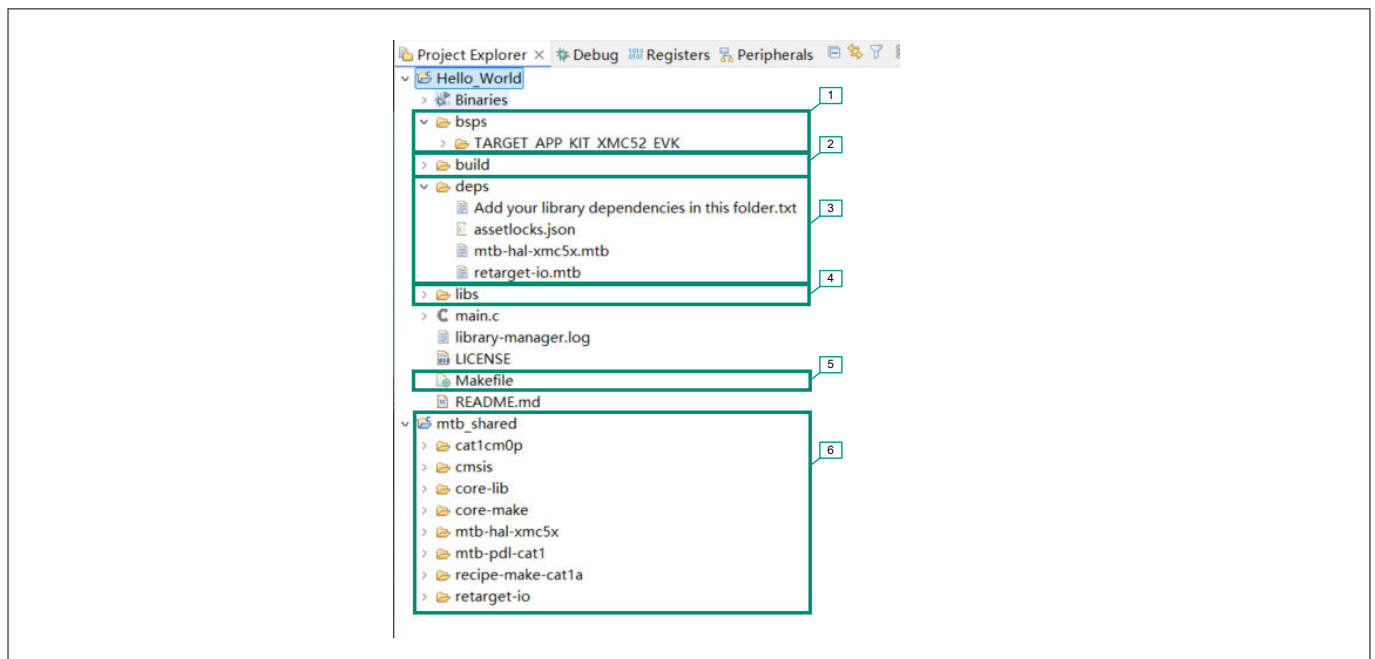 Project Explorer × Debug Registers Peripherals
Hello_World
Binaries
1
bsps
TARGET_APP_KIT_XMC52_EVK
2
build
deps
Add your library dependencies in this folder.txt
3
assetlocks.json
mtb-hal-xmc5x.mtb
retarget-io.mtb
4
libs
main.c
library-manager.log
LICENSE
5
Makefile
README.md
mtb_shared
cat1cm0p
6
cmsis
core-lib
core-make
mtb-hal-xmc5x
mtb-pdl-cat1
recipe-make-cat1a
retarget-io